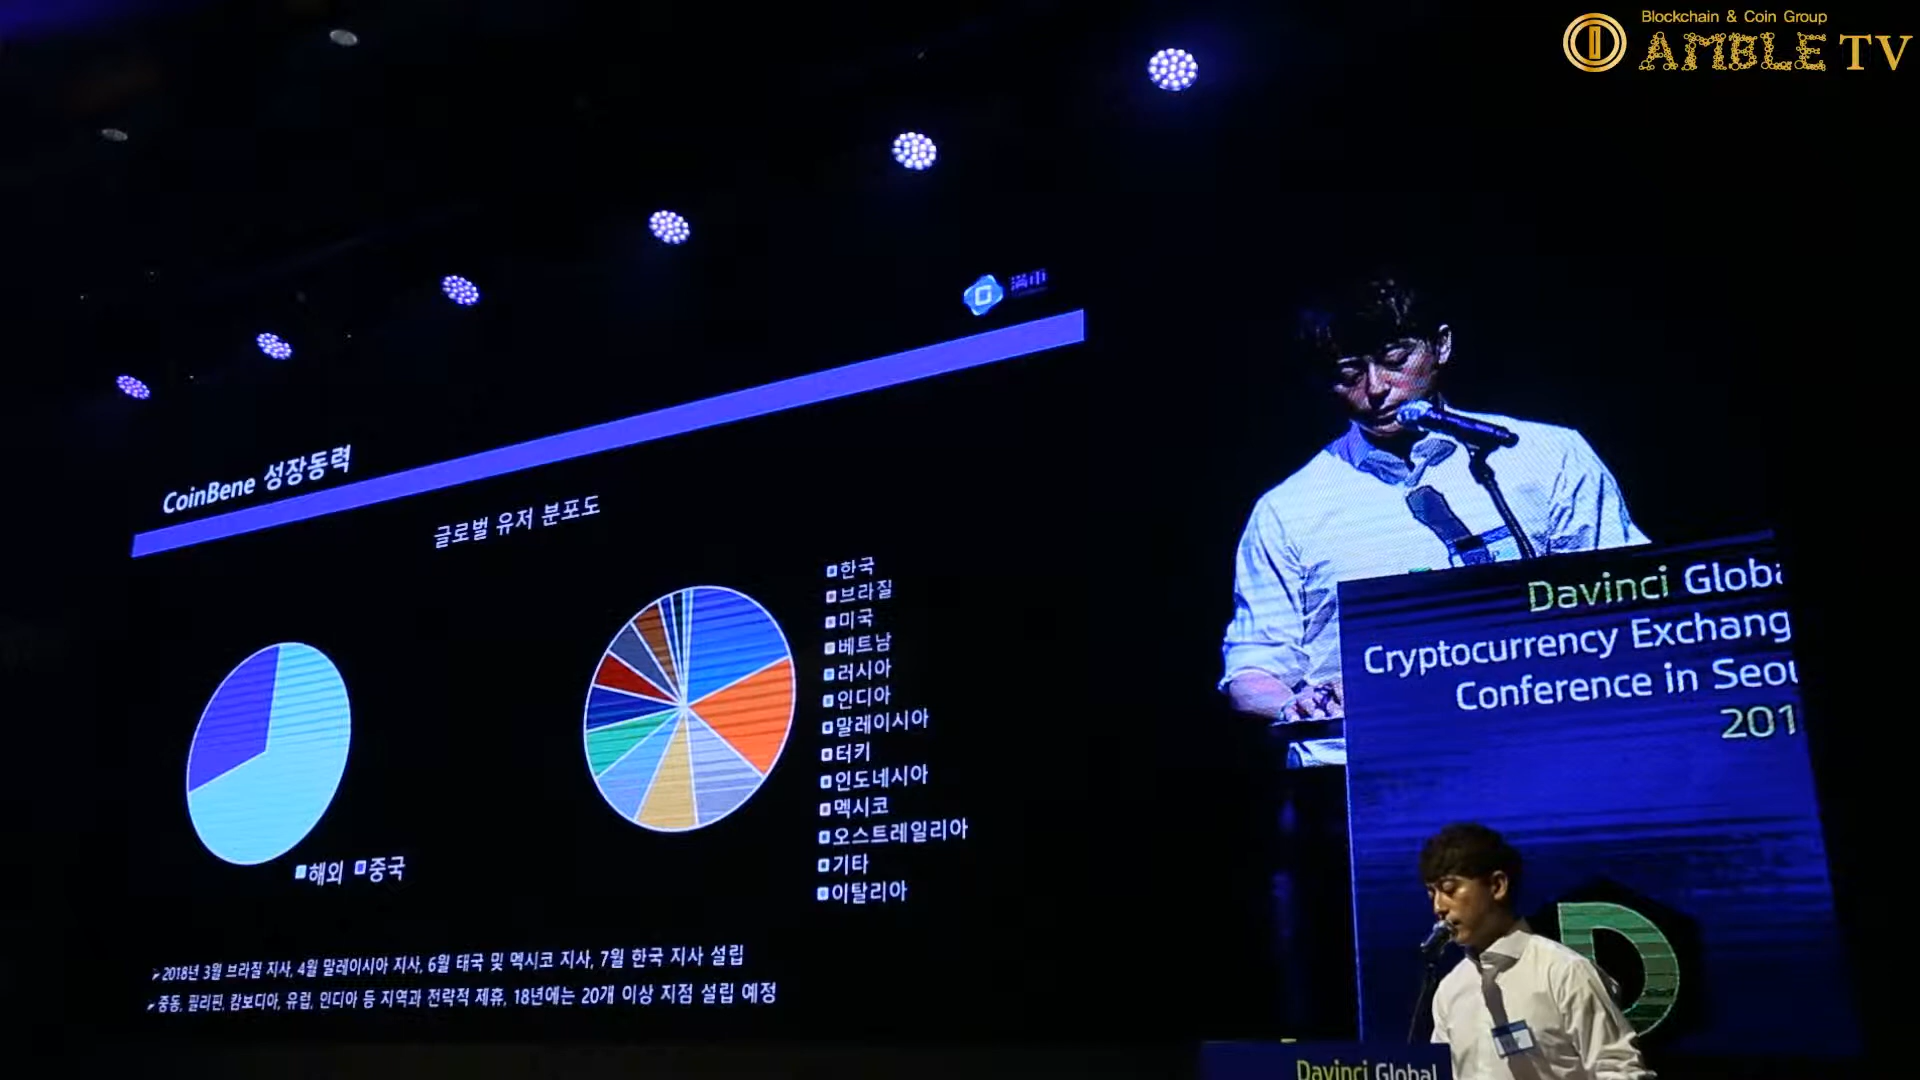 Blockchain & Coin Group
AMBLE TV
满币
CoinBene 성장동력
글로벌 유저 분포도
한국
브라질
미국
베트남
러시아
인디아
말레이시아
터키
인도네시아
멕시코
오스트레일리아
기타
이탈리아
해외 중국
2018년 3월 브라질 지사, 4월 말레이시아 지사, 6월 태국 및 멕시코 지사, 7월 한국 지사 설립
중동, 필리핀, 캄보디아, 유럽, 인디아 등 지역과 전략적 제휴, 18년에는 20개 이상 지점 설립 예정
Davinci Globa
Cryptocurrency Exchang
Conference in Seou
201
Davinci Global